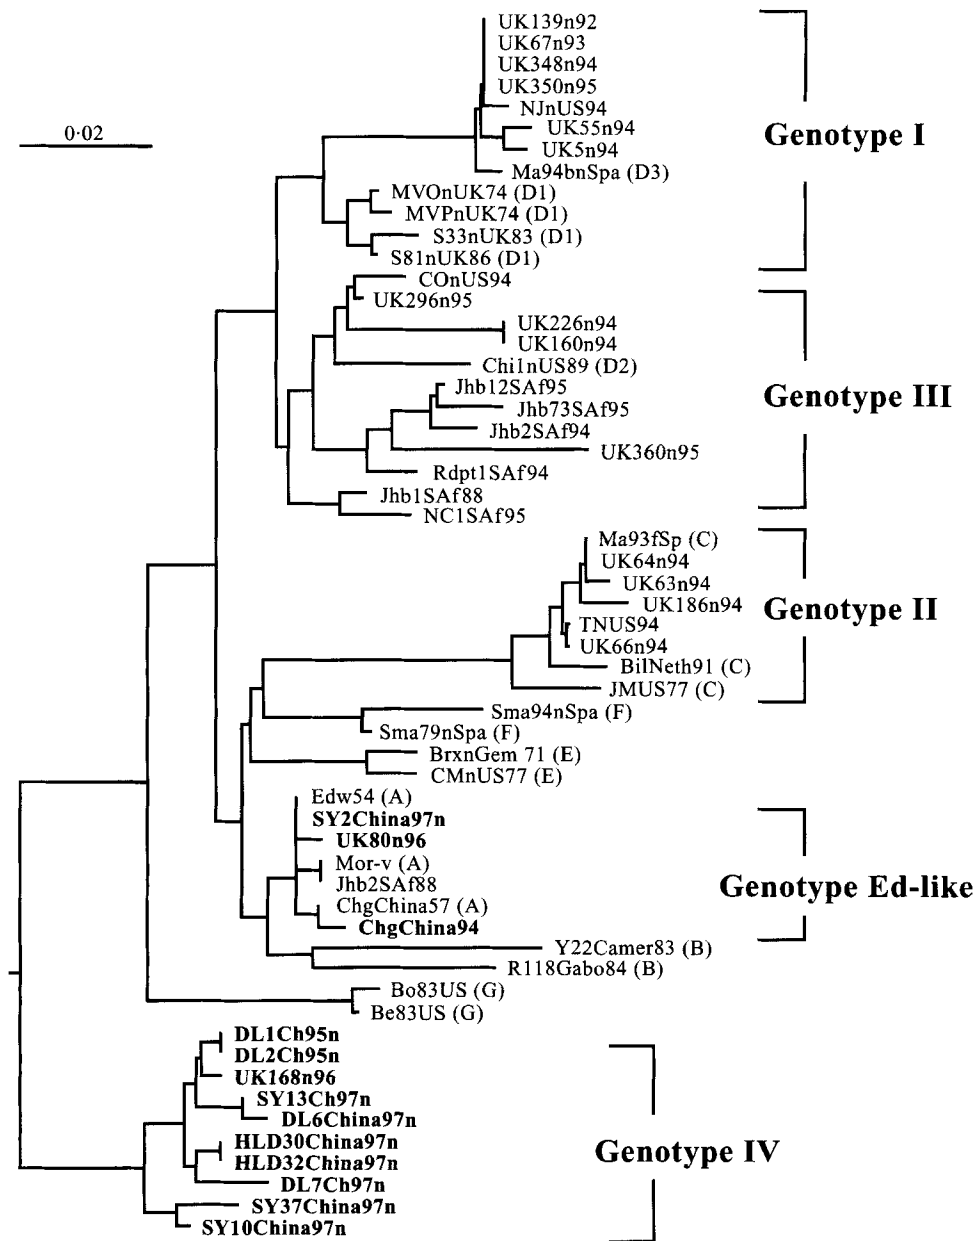 UK139n92
UK67n93
UK348n94
UK350n95
NJnUS94
0·02
UK55n94
Genotype I
UK5n94
Ma94bnSpa (D3)
MVOnUK74 (D1)
MVPnUK74 (D1)
S33nUK83 (D1)
S81nUK86 (D1)
COnUS94
UK296n95
UK226n94
UK160n94
Chi1nUS89 (D2)
Jhb12SAf95
Genotype III
Jhb73SAf95
Jhb2SAf94
UK360n95
Rdpt1SAf94
Jhb1SAf88
NC1SAf95
Ma93fSp (C)
UK64n94
UK63n94
UK186n94
Genotype II
TNUS94
UK66n94
BilNeth91 (C)
JMUS77 (C)
Sma94nSpa (F)
Sma79nSpa (F)
BrxnGem 71 (E)
CMnUS77 (E)
Edw54 (A)
SY2China97n
UK80n96
Mor-v (A)
Jhb2SAf88
Genotype Ed-like
ChgChina57 (A)
ChgChina94
Y22Camer83 (B)
R118Gabo84 (B)
Bo83US (G)
Be83US (G)
DL1Ch95n
DL2Ch95n
UK168n96
SY13Ch97n
DL6China97n
HLD30China97n
Genotype IV
HLD32China97n
DL7Ch97n
SY37China97n
SY10China97n